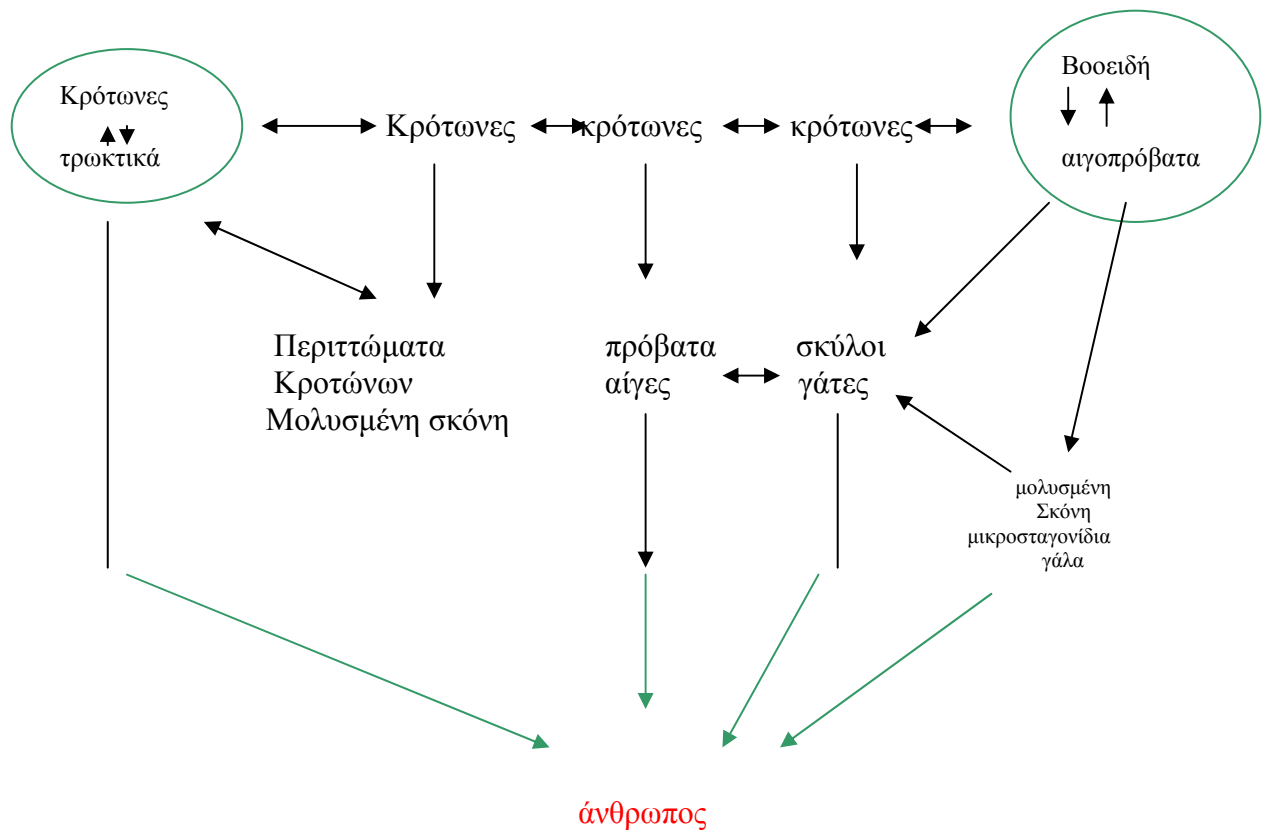 Βοοειδή
Κρότωνες
Κρότωνες κρότωνες κρότωνες
τρωκτικά
αιγοπρόβατα
Περιττώματα
Κροτώνων
Μολυσμένη σκόνη
πρόβατα
αίγες
σκύλοι
γάτες
μολυσμένη
Σκόνη
μικροσταγονίδια
γάλα
άνθρωπος